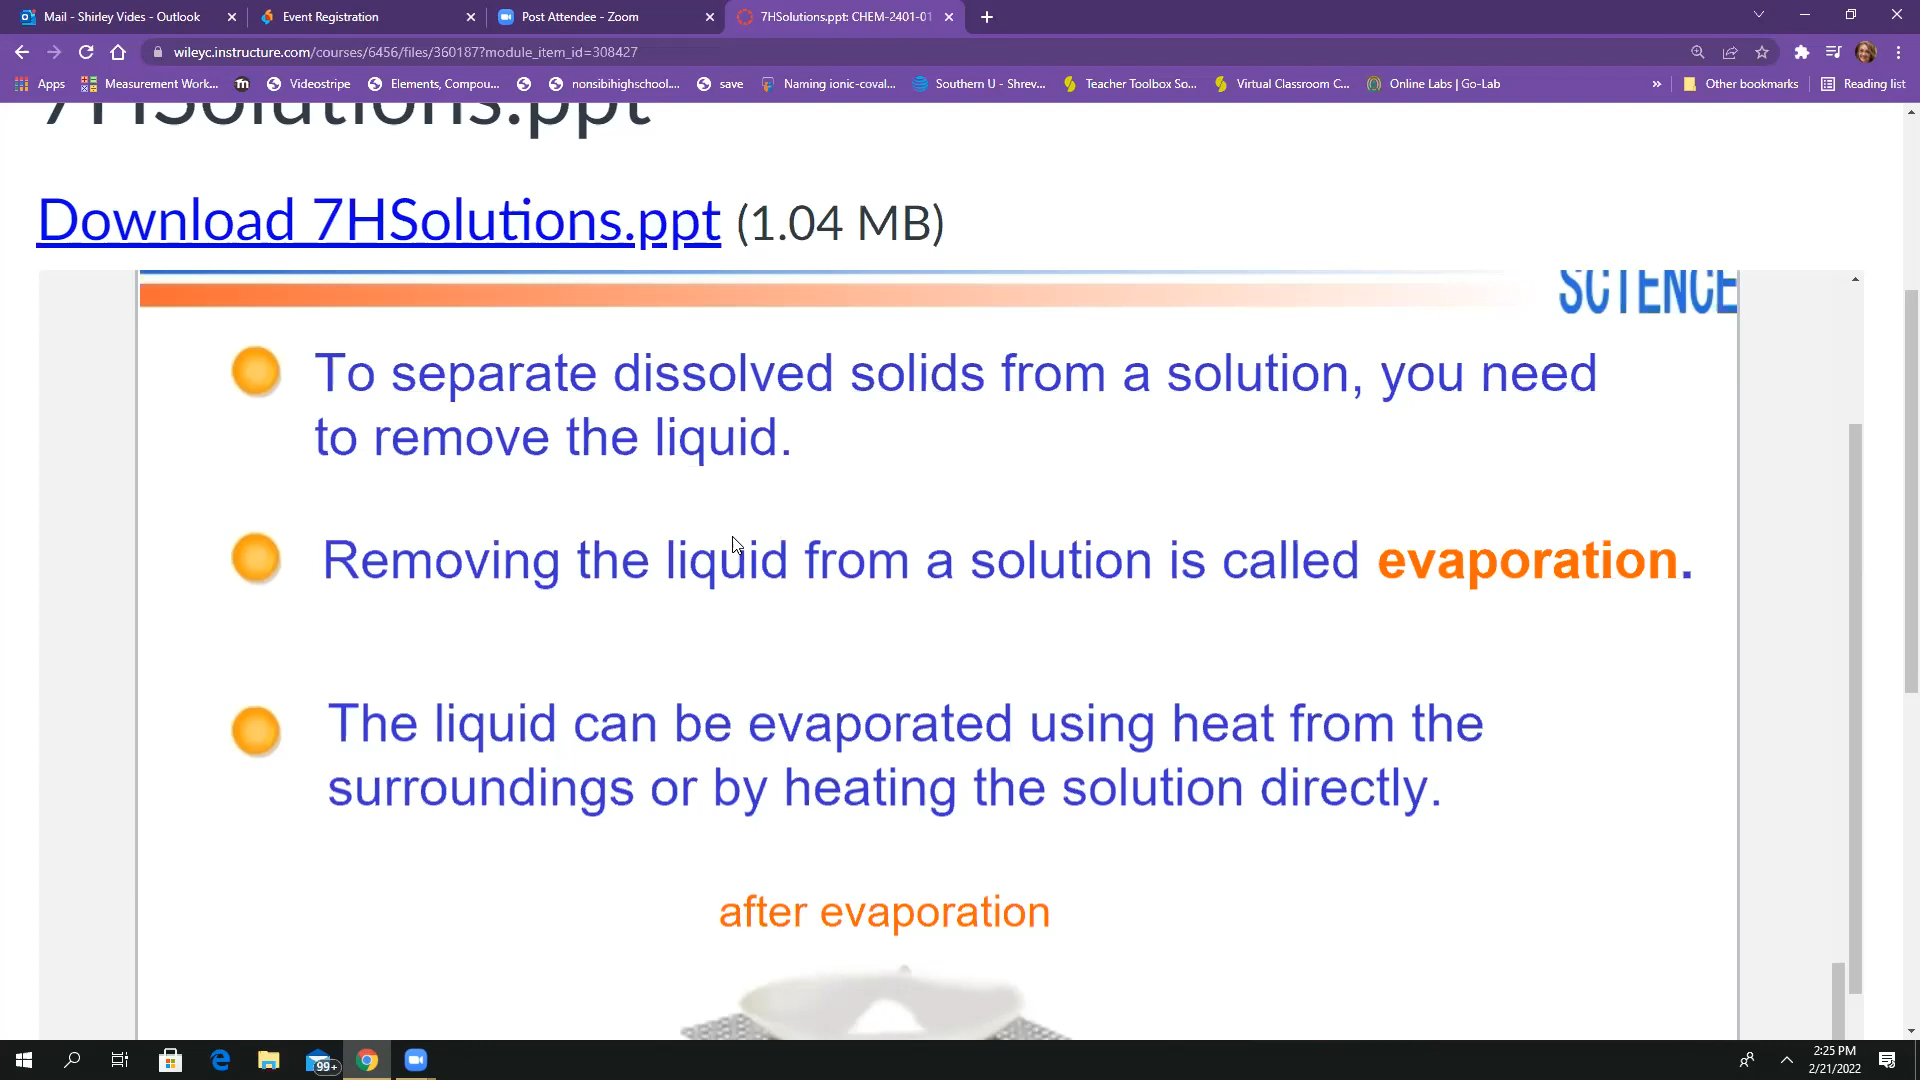 Mail - Shirley Vides - Outlook
Event Registration
Post Attendee - Zoom
7HSolutions.ppt: CHEM-2401-01
wileyc.instructure.com/courses/6456/files/360187?module_item_id=308427
Apps
Measurement Work...
Videostripe
Elements, Compou...
nonsibihighschool....
save
Naming ionic-coval...
Southern U - Shrev...
Teacher Toolbox So...
Virtual Classroom C...
Online Labs | Go-Lab
»
Other bookmarks
Reading list
7HSolutions.ppt
Download 7HSolutions.ppt (1.04 MB)
SCIENCE
To separate dissolved solids from a solution, you need
to remove the liquid.
Removing the liquid from a solution is called evaporation.
The liquid can be evaporated using heat from the
surroundings or by heating the solution directly.
after evaporation
99+
2:25 PM
2/21/2022